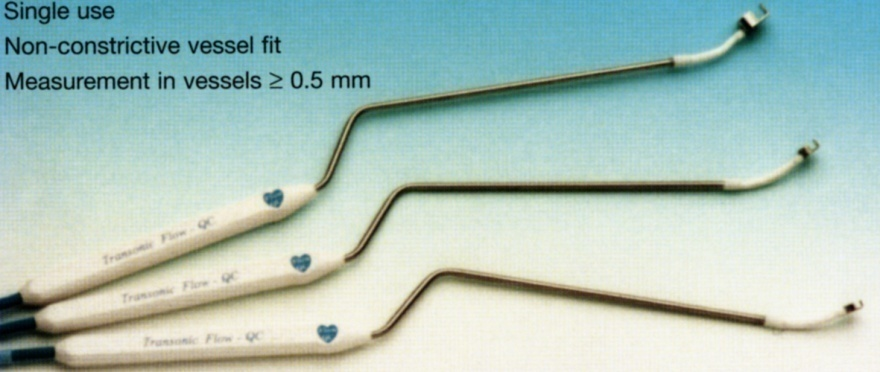 Single use
Non-constrictive vessel fit
Measurement in vessels ≥ 0.5 mm
Transonic Flow - QC
Transonic Flow - QC
Transonic Flow - QC